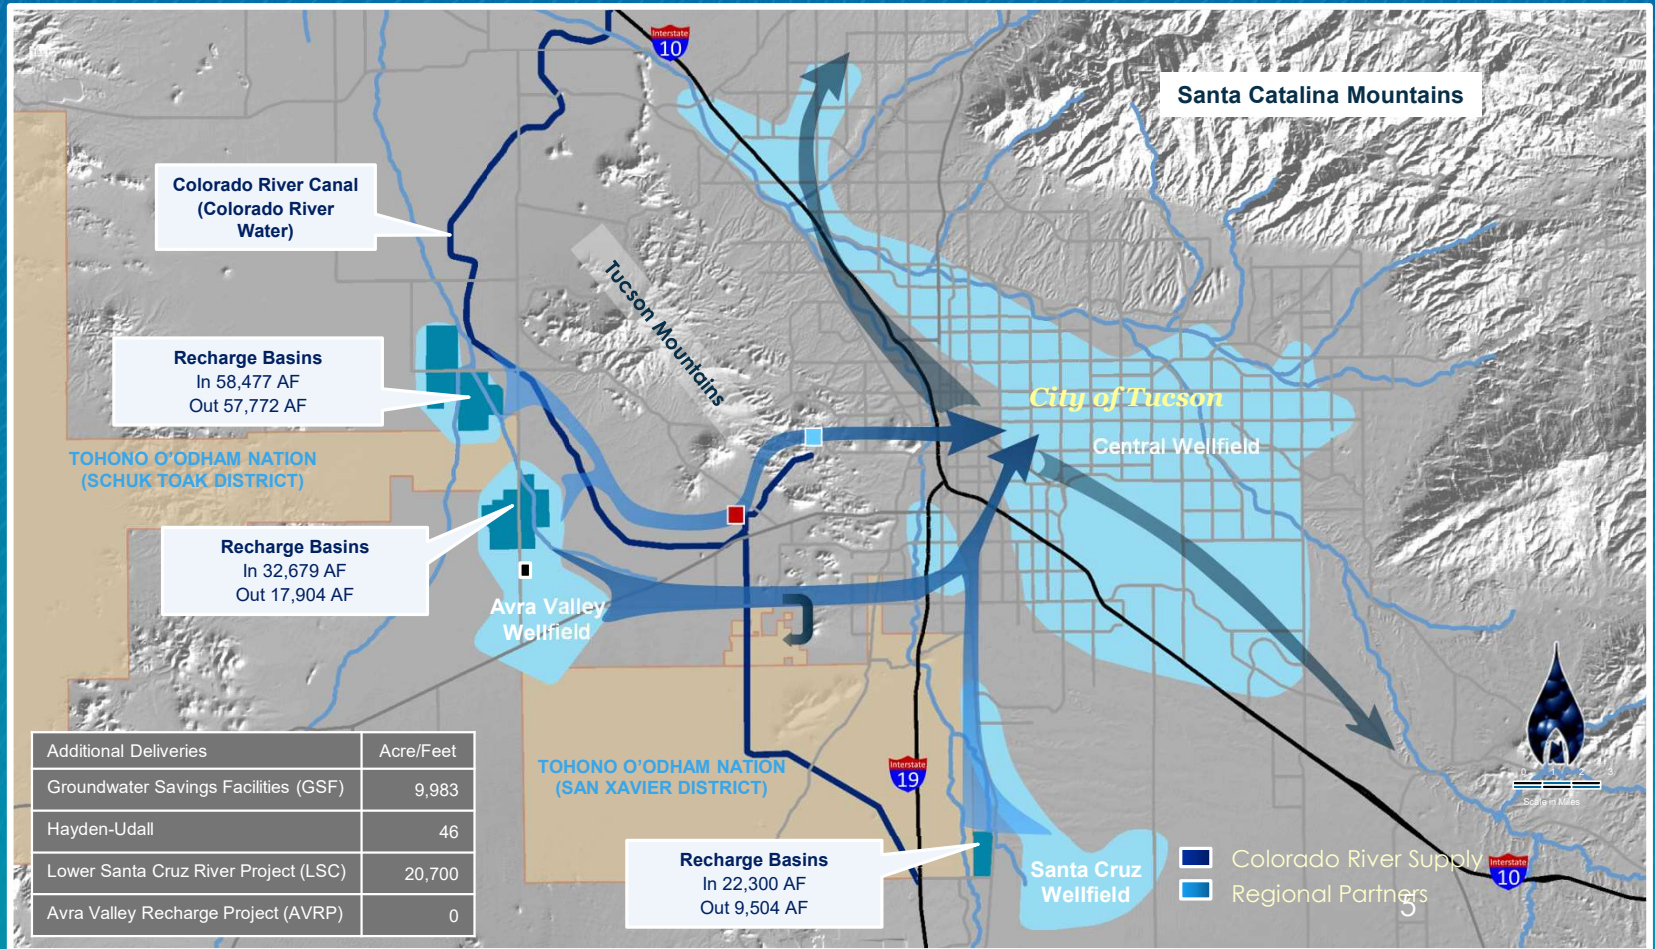 Interstate
10
Santa Catalina Mountains
Colorado River Canal
(Colorado River
Water)
Tucson Mountains
Recharge Basins
In 58,477 AF
Out 57,772 AF
City of Tucson
Central Wellfield
TOHONO O'ODHAM NATION
(SCHUK TOAK DISTRICT)
Recharge Basins
In 32,679 AF
Out 17,904 AF
Avra Valley
Wellfield
Additional Deliveries Acre/Feet
Groundwater Savings Facilities (GSF) 9,983
Hayden-Udall 46
Lower Santa Cruz River Project (LSC) 20,700
Avra Valley Recharge Project (AVRP) 0
TOHONO O'ODHAM NATION
(SAN XAVIER DISTRICT)
Interstate
19
Recharge Basins
In 22,300 AF
Out 9,504 AF
Santa Cruz
Wellfield
Scale in Miles
Colorado River Supply
Regional Partners
Interstate
10
5